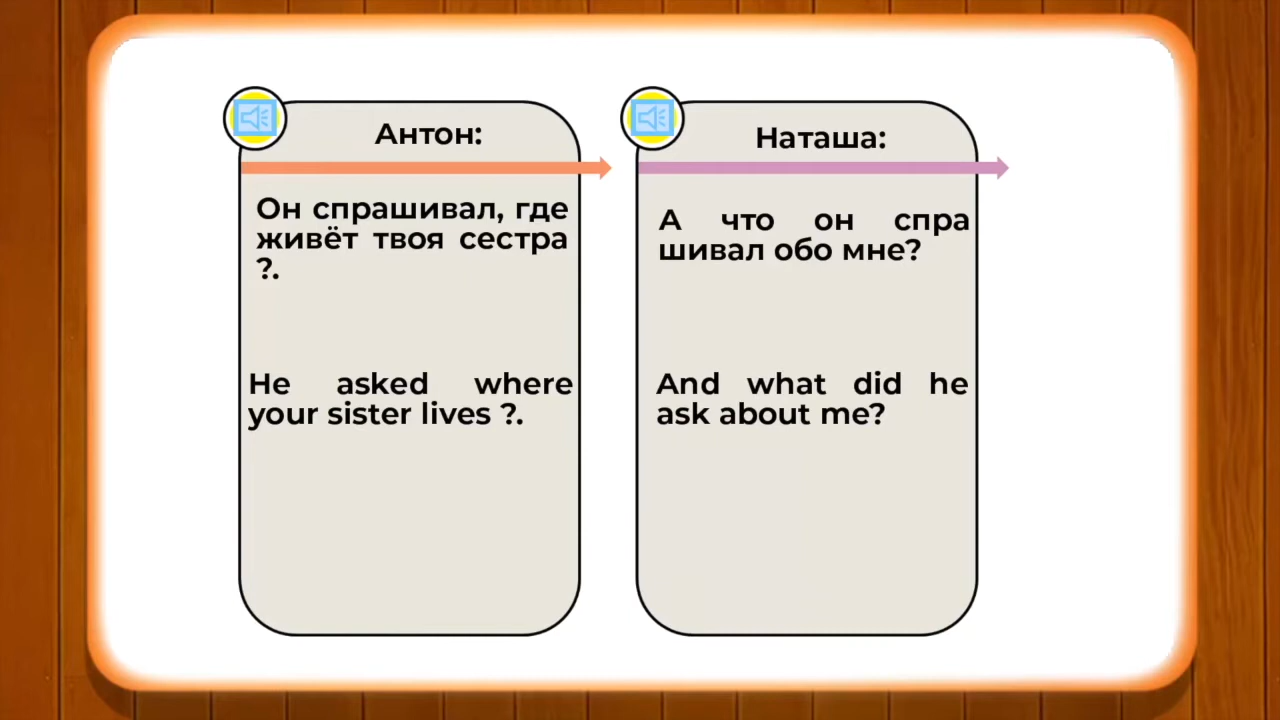 Антон:
Он спрашивал, где
живёт твоя сестра
?.
He asked where
your sister lives ?.
Наташа:
А что он спра
шивал обо мне?
And what did he
ask about me?